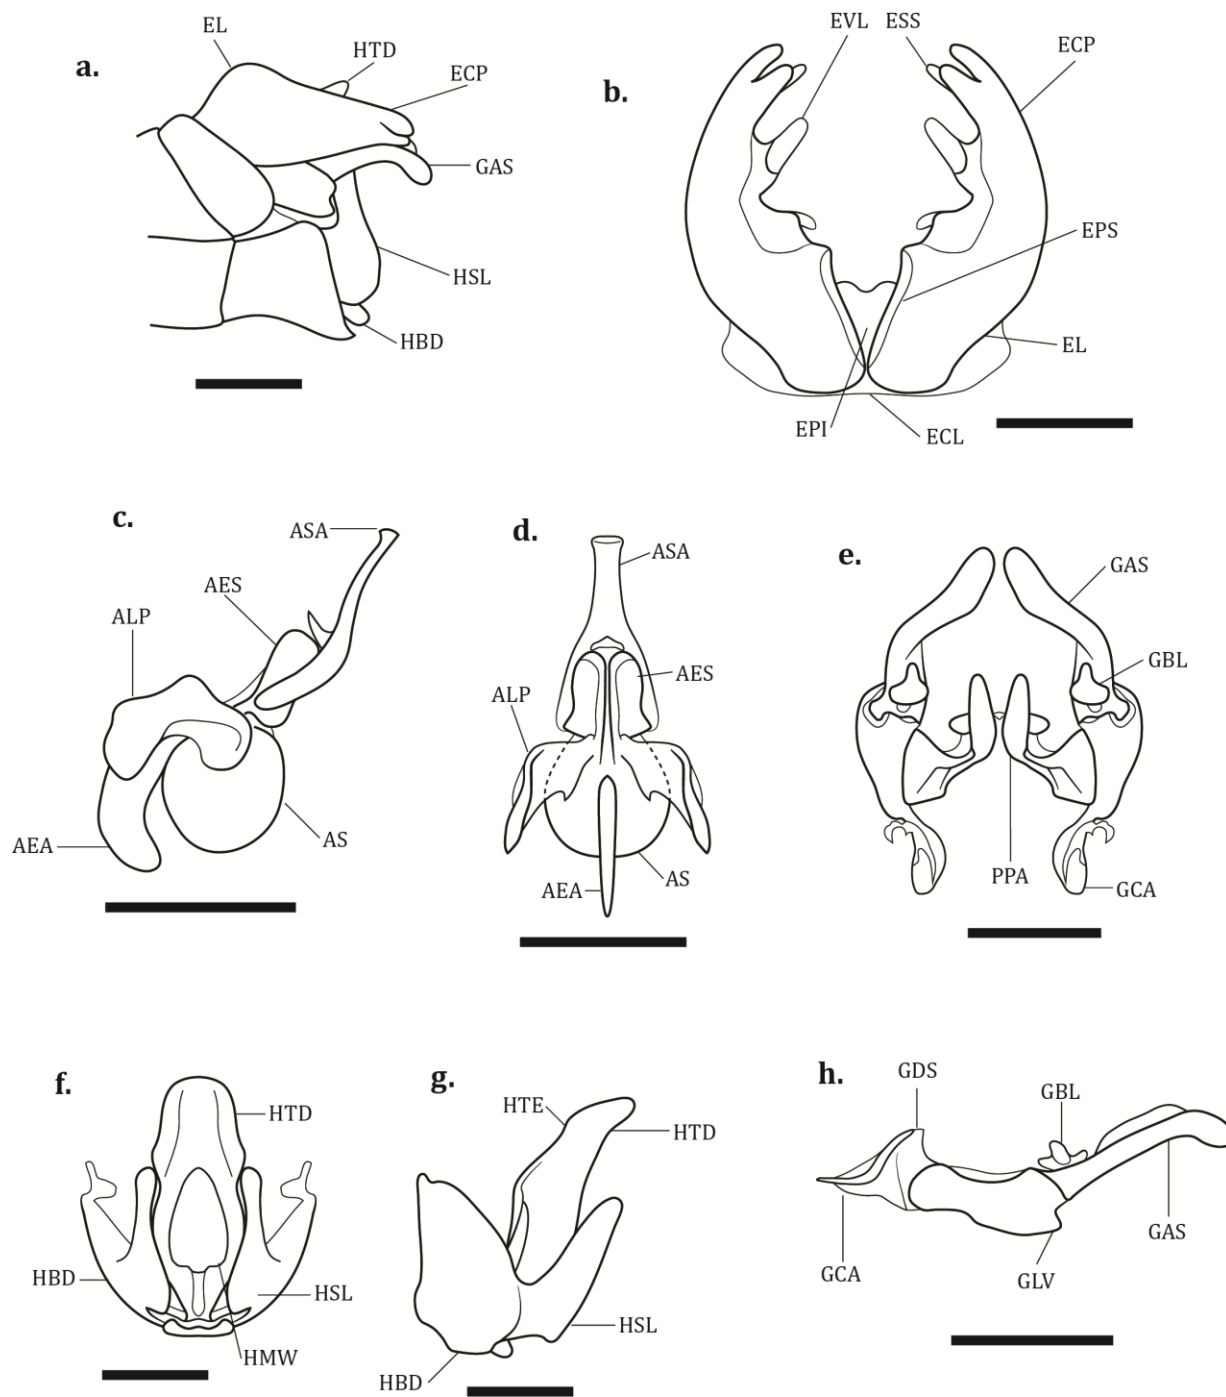 a.
EL
HTD
ECP
GAS
HSL
HBD
b.
EVL
ESS
ECP
EPS
EL
EPI
ECL
c.
ASA
AES
ALP
AEA
AS
d.
ASA
AES
ALP
AEA
AS
e.
GAS
GBL
PPA
GCA
f.
HTD
HBD
HSL
HMW
g.
HTE
HTD
HSL
HBD
h.
GDS
GBL
GCA
GLV
GAS